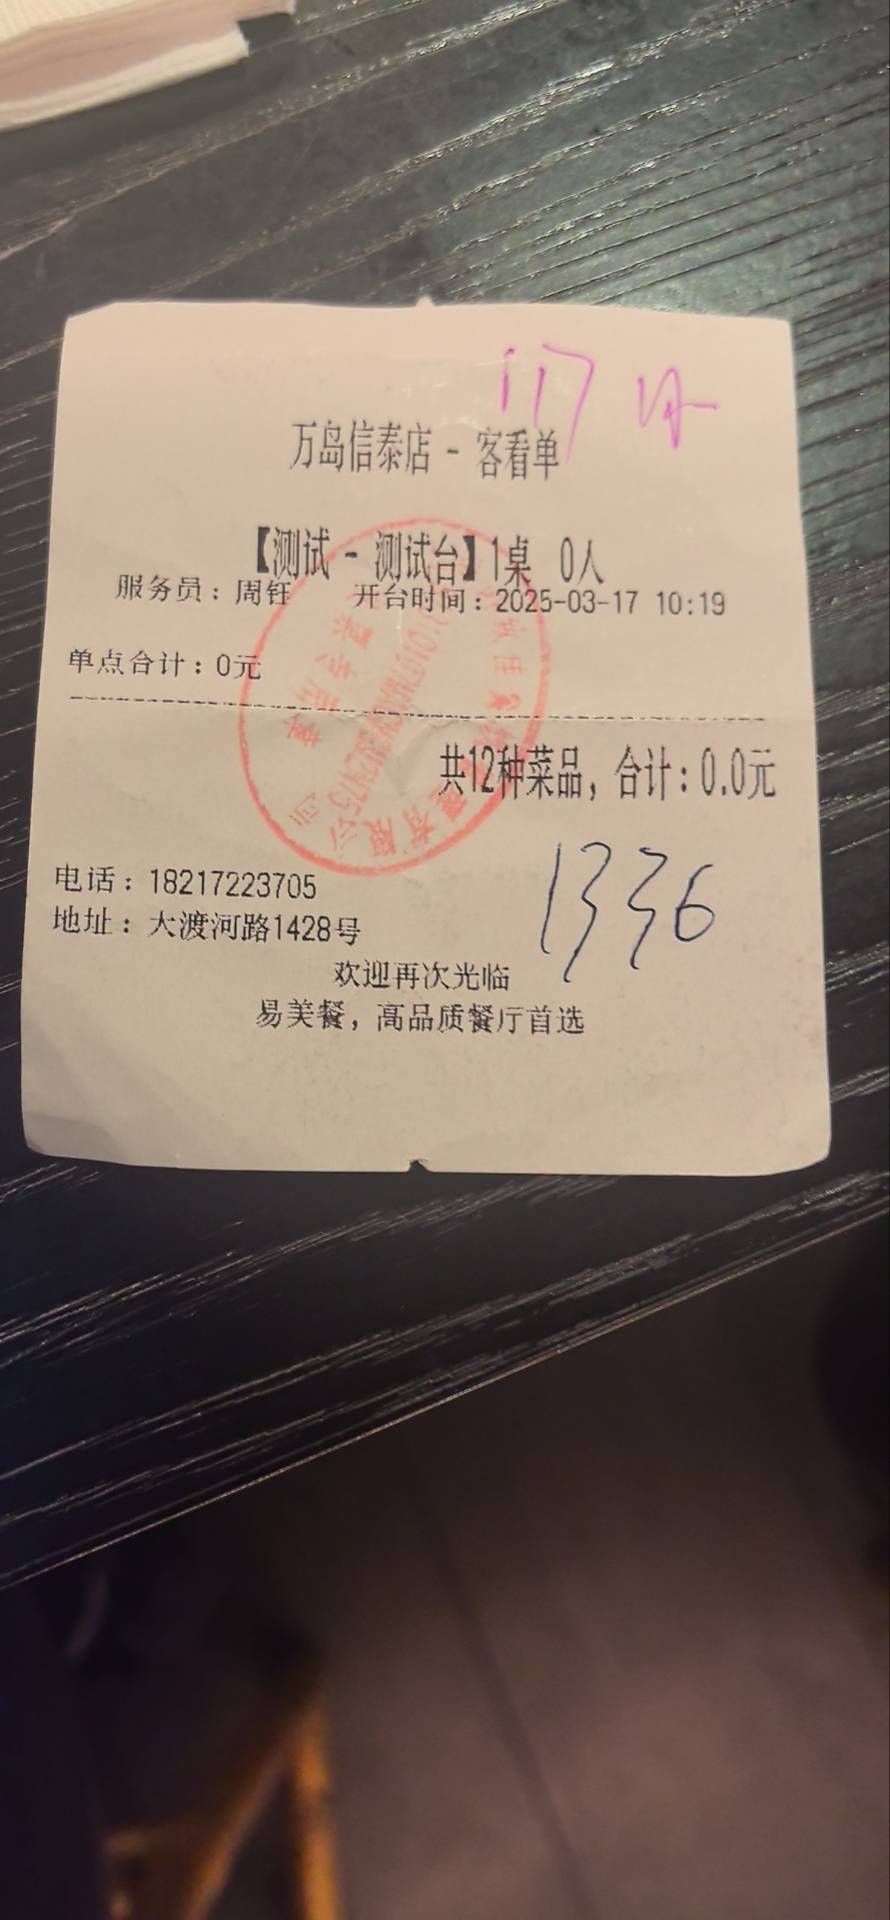 117
万岛信泰店 - 客看单
【测试 - 测试台】1桌 0人
服务员：周钰 开台时间：2025-03-17 10:19
单点合计：0元
共12种菜品，合计：0.0元
1336
电话：18217223705
地址：大渡河路1428号
欢迎再次光临
易美餐，高品质餐厅首选